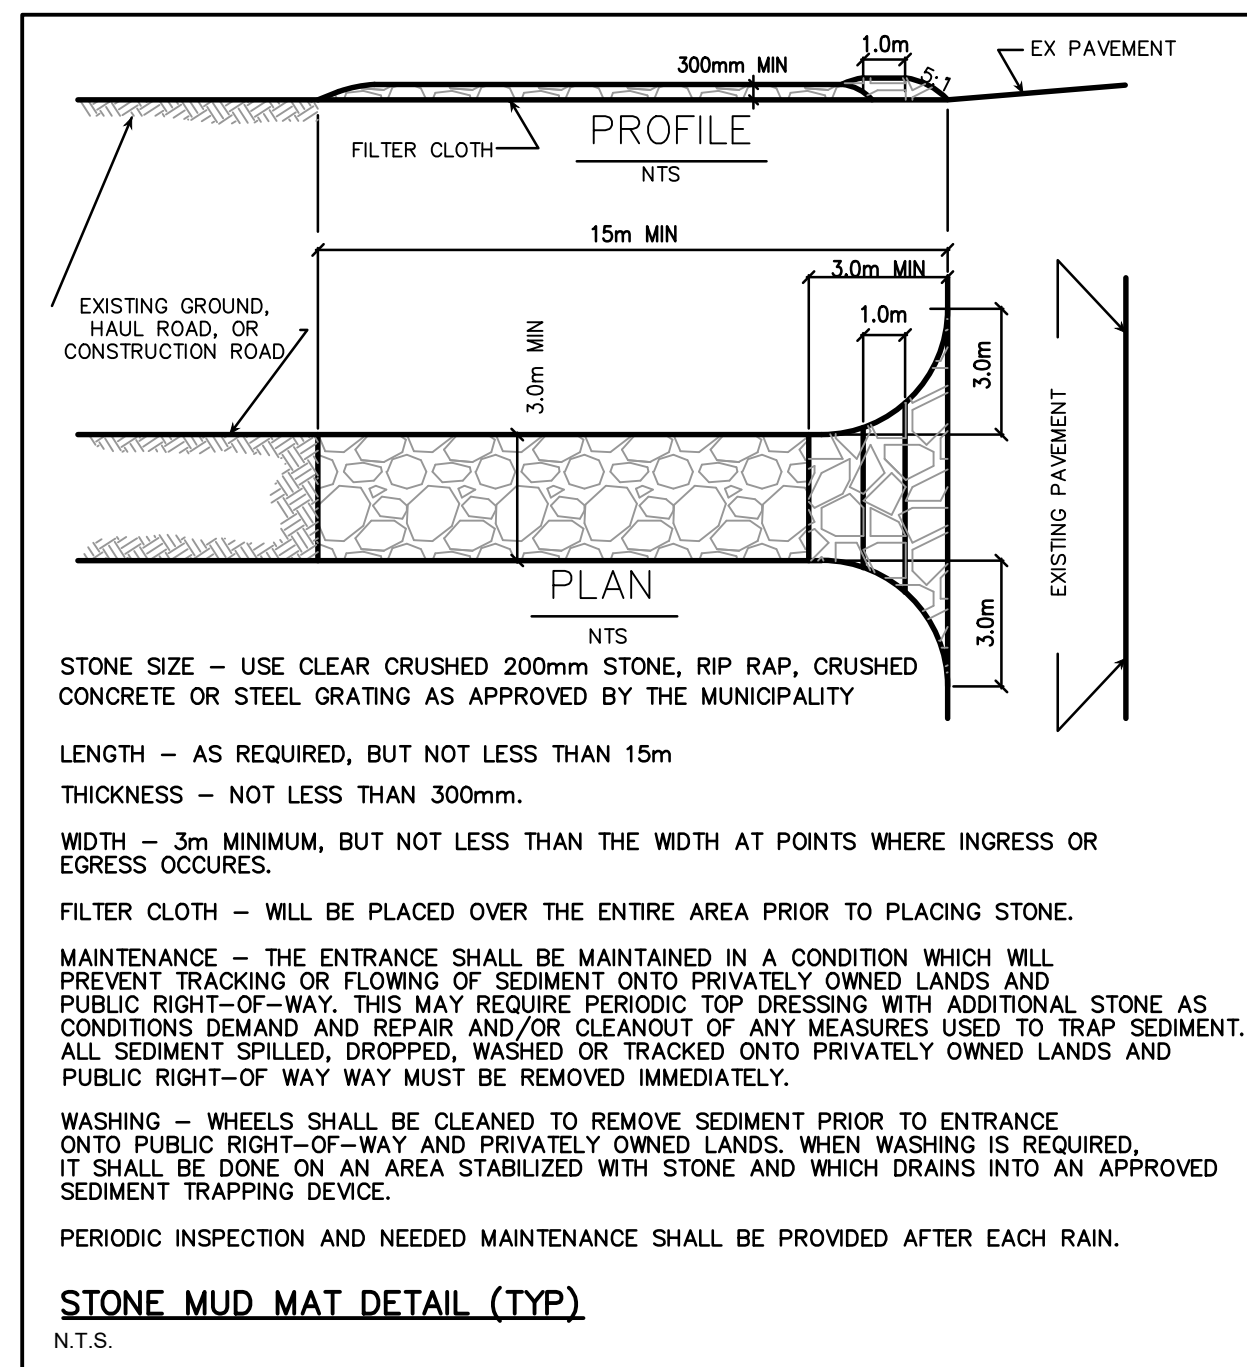 1.0m
EX PAVEMENT
300mm MIN
5:1
PROFILE
FILTER CLOTH
NTS
15m MIN
3.0m MIN
EXISTING GROUND,
HAUL ROAD, OR
CONSTRUCTION ROAD
1.0m
3.0m MIN
3.0m
EXISTING PAVEMENT
PLAN
3.0m
NTS
STONE SIZE – USE CLEAR CRUSHED 200mm STONE, RIP RAP, CRUSHED
CONCRETE OR STEEL GRATING AS APPROVED BY THE MUNICIPALITY
LENGTH – AS REQUIRED, BUT NOT LESS THAN 15m
THICKNESS – NOT LESS THAN 300mm.
WIDTH – 3m MINIMUM, BUT NOT LESS THAN THE WIDTH AT POINTS WHERE INGRESS OR
EGRESS OCCURES.
FILTER CLOTH – WILL BE PLACED OVER THE ENTIRE AREA PRIOR TO PLACING STONE.
MAINTENANCE – THE ENTRANCE SHALL BE MAINTAINED IN A CONDITION WHICH WILL
PREVENT TRACKING OR FLOWING OF SEDIMENT ONTO PRIVATELY OWNED LANDS AND
PUBLIC RIGHT–OF–WAY. THIS MAY REQUIRE PERIODIC TOP DRESSING WITH ADDITIONAL STONE AS
CONDITIONS DEMAND AND REPAIR AND/OR CLEANOUT OF ANY MEASURES USED TO TRAP SEDIMENT.
ALL SEDIMENT SPILLED, DROPPED, WASHED OR TRACKED ONTO PRIVATELY OWNED LANDS AND
PUBLIC RIGHT–OF WAY WAY MUST BE REMOVED IMMEDIATELY.
WASHING – WHEELS SHALL BE CLEANED TO REMOVE SEDIMENT PRIOR TO ENTRANCE
ONTO PUBLIC RIGHT–OF–WAY AND PRIVATELY OWNED LANDS. WHEN WASHING IS REQUIRED,
IT SHALL BE DONE ON AN AREA STABILIZED WITH STONE AND WHICH DRAINS INTO AN APPROVED
SEDIMENT TRAPPING DEVICE.
PERIODIC INSPECTION AND NEEDED MAINTENANCE SHALL BE PROVIDED AFTER EACH RAIN.
STONE MUD MAT DETAIL (TYP)
N.T.S.